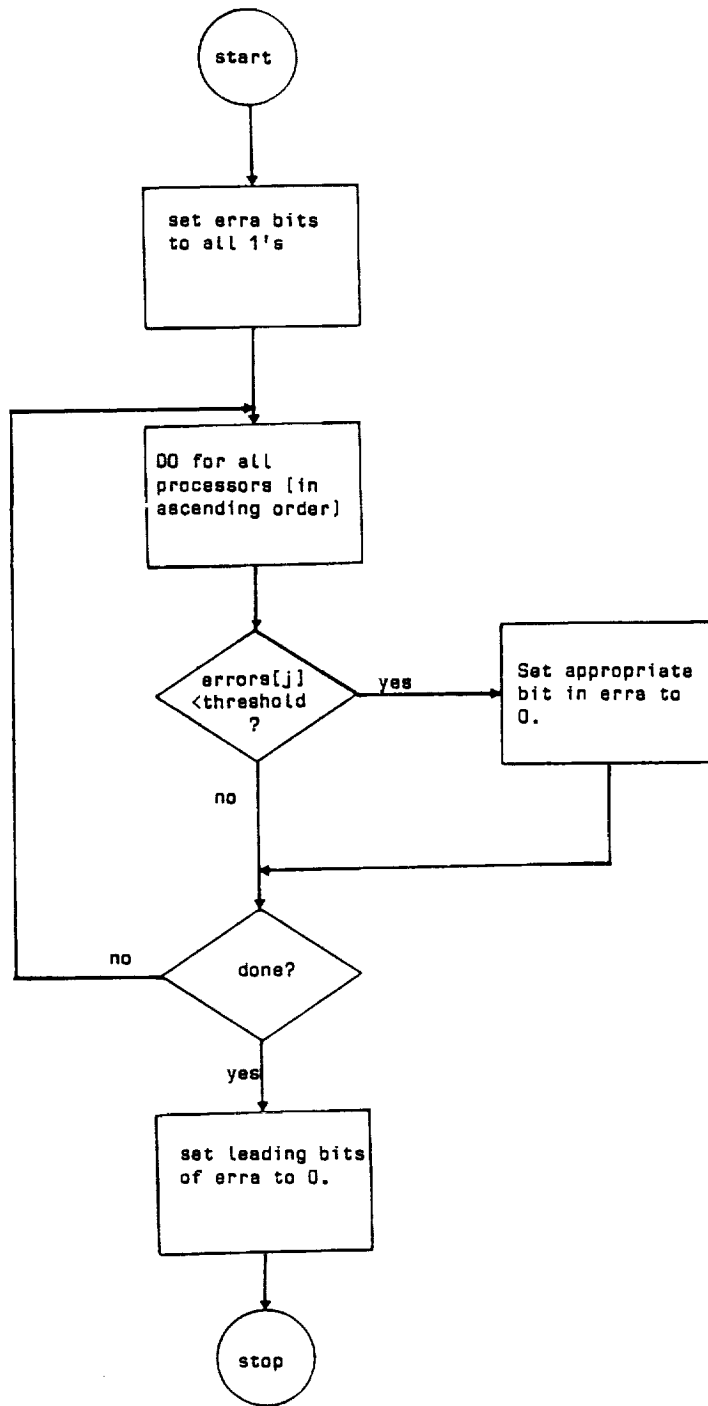 start
set erra bits
to all 1's
DO for all
processors [in
ascending order]
errors[j]
<threshold
?
yes
Set appropriate
bit in erra to
0.
no
no
done?
yes
set leading bits
of erra to 0.
stop